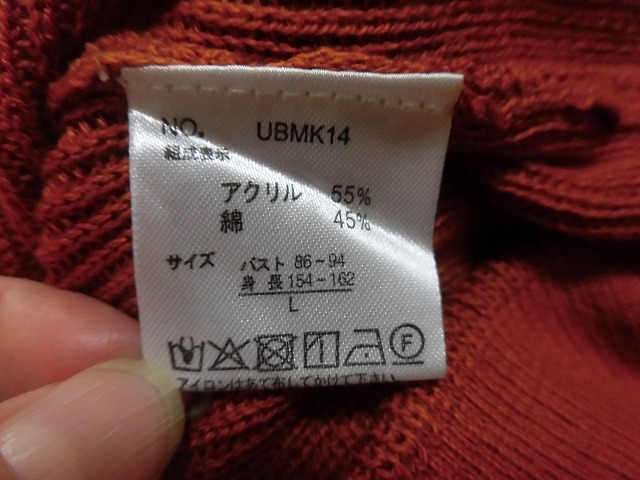 NO. UBMK14
組成表示
アクリル 55%
綿 45%
サイズ バスト 86-94
身長 154-162
L
F
アイロンはあて布してかけて下さい